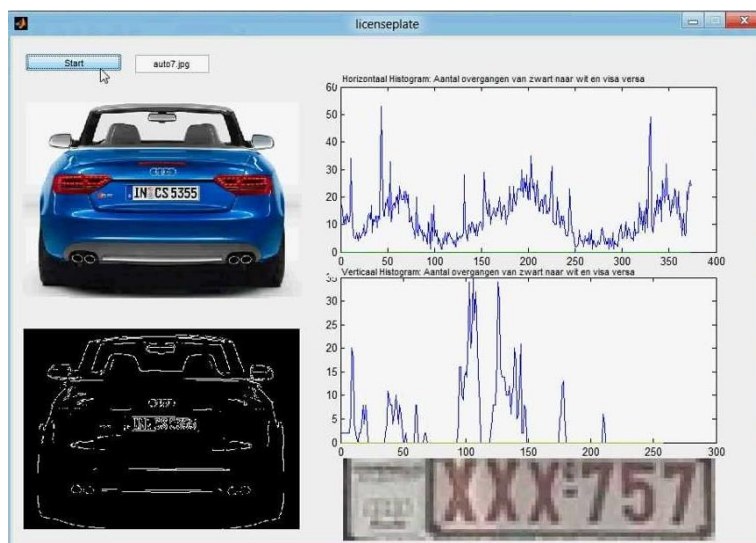 licenseplate
Start
auto7.jpg
Horizontaal Histogram: Aantal overgangen van zwart naar wit en visa versa
60
50
40
30
20
10
0
0 50 100 150 200 250 300 350 400
Verticaal Histogram: Aantal overgangen van zwart naar wit en visa versa
35
30
25
20
15
10
5
0
0 50 100 150 200 250 300
IN CS 5355
XXX 757